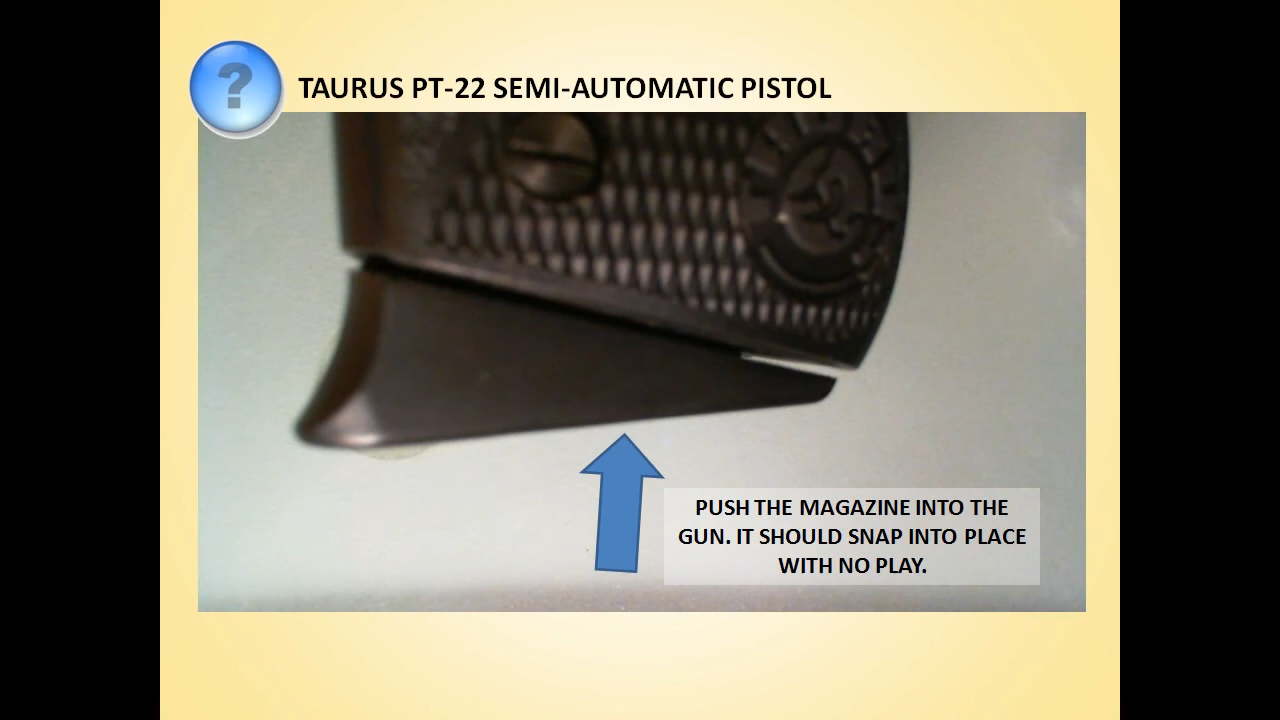 ?
TAURUS PT-22 SEMI-AUTOMATIC PISTOL
PUSH THE MAGAZINE INTO THE
GUN. IT SHOULD SNAP INTO PLACE
WITH NO PLAY.